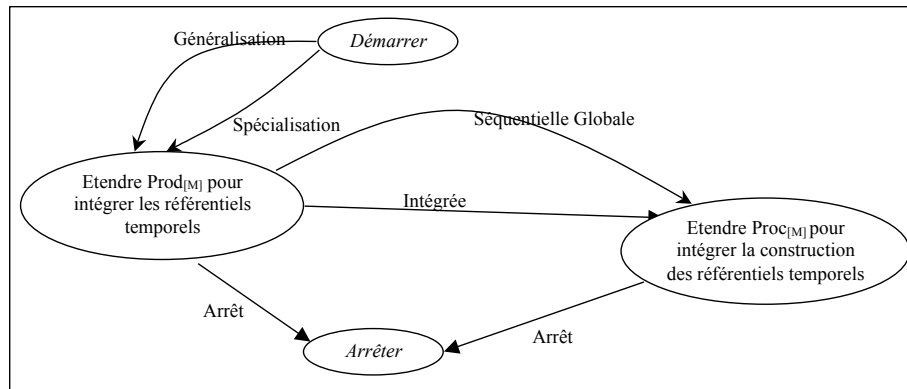 Généralisation
Démarrer
Spécialisation
Séquentielle Globale
Etendre Prod[M] pour
intégrer les référentiels
temporels
Intégrée
Etendre Proc[M] pour
intégrer la construction
des référentiels temporels
Arrêt
Arrêt
Arrêter